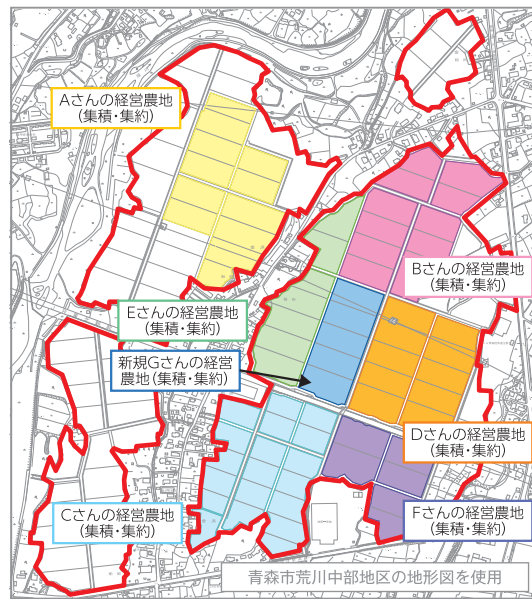 Aさんの経営農地
(集積・集約)
Bさんの経営農地
(集積・集約)
Eさんの経営農地
(集積・集約)
新規Gさんの経営
農地(集積・集約)
Dさんの経営農地
(集積・集約)
Cさんの経営農地
(集積・集約)
Fさんの経営農地
(集積・集約)
青森市荒川中部地区の地形図を使用